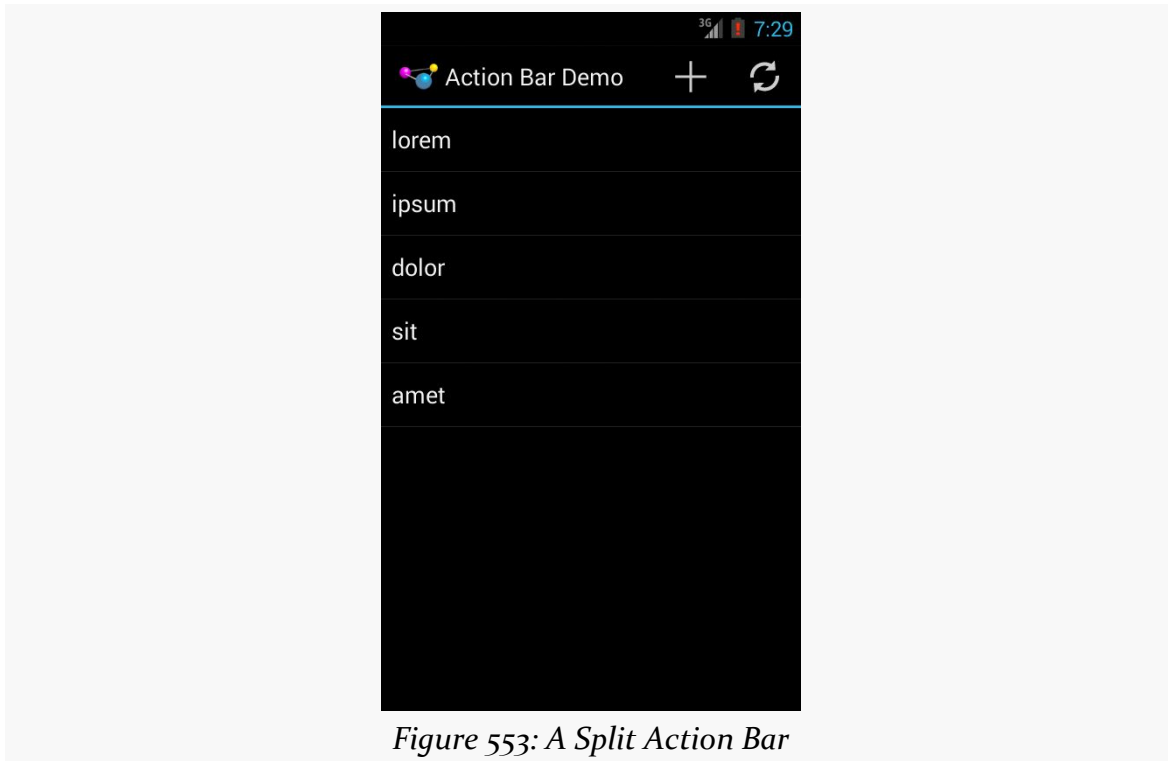 3G 7:29
Action Bar Demo
lorem
ipsum
dolor
sit
amet
Figure 553: A Split Action Bar